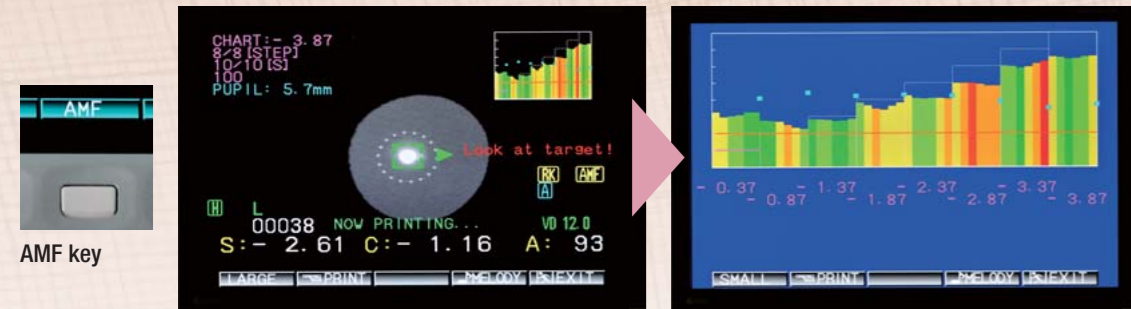 AMF
AMF key
CHART:- 3.87
8/8[STEP]
10/10[S]
100
PUPIL: 5.7mm
Look at target!
RK AMF
A
H L
00038 NOW PRINTING... VD 12.0
S:- 2.61 C:- 1.16 A: 93
LARGE PRINT MELODY EXIT
- 0.37 - 1.37 - 2.37 - 3.37
- 0.87 - 1.87 - 2.87 - 3.87
SMALL PRINT MELODY EXIT